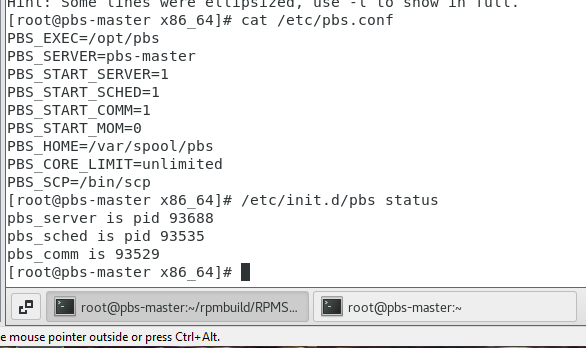 Hint: Some lines were ellipsized, use -l to show in full.
[root@pbs-master x86_64]# cat /etc/pbs.conf
PBS_EXEC=/opt/pbs
PBS_SERVER=pbs-master
PBS_START_SERVER=1
PBS_START_SCHED=1
PBS_START_COMM=1
PBS_START_MOM=0
PBS_HOME=/var/spool/pbs
PBS_CORE_LIMIT=unlimited
PBS_SCP=/bin/scp
[root@pbs-master x86_64]# /etc/init.d/pbs status
pbs_server is pid 93688
pbs_sched is pid 93535
pbs_comm is 93529
[root@pbs-master x86_64]#
root@pbs-master:~/rpmbuild/RPMS... root@pbs-master:~
e mouse pointer outside or press Ctrl+Alt.